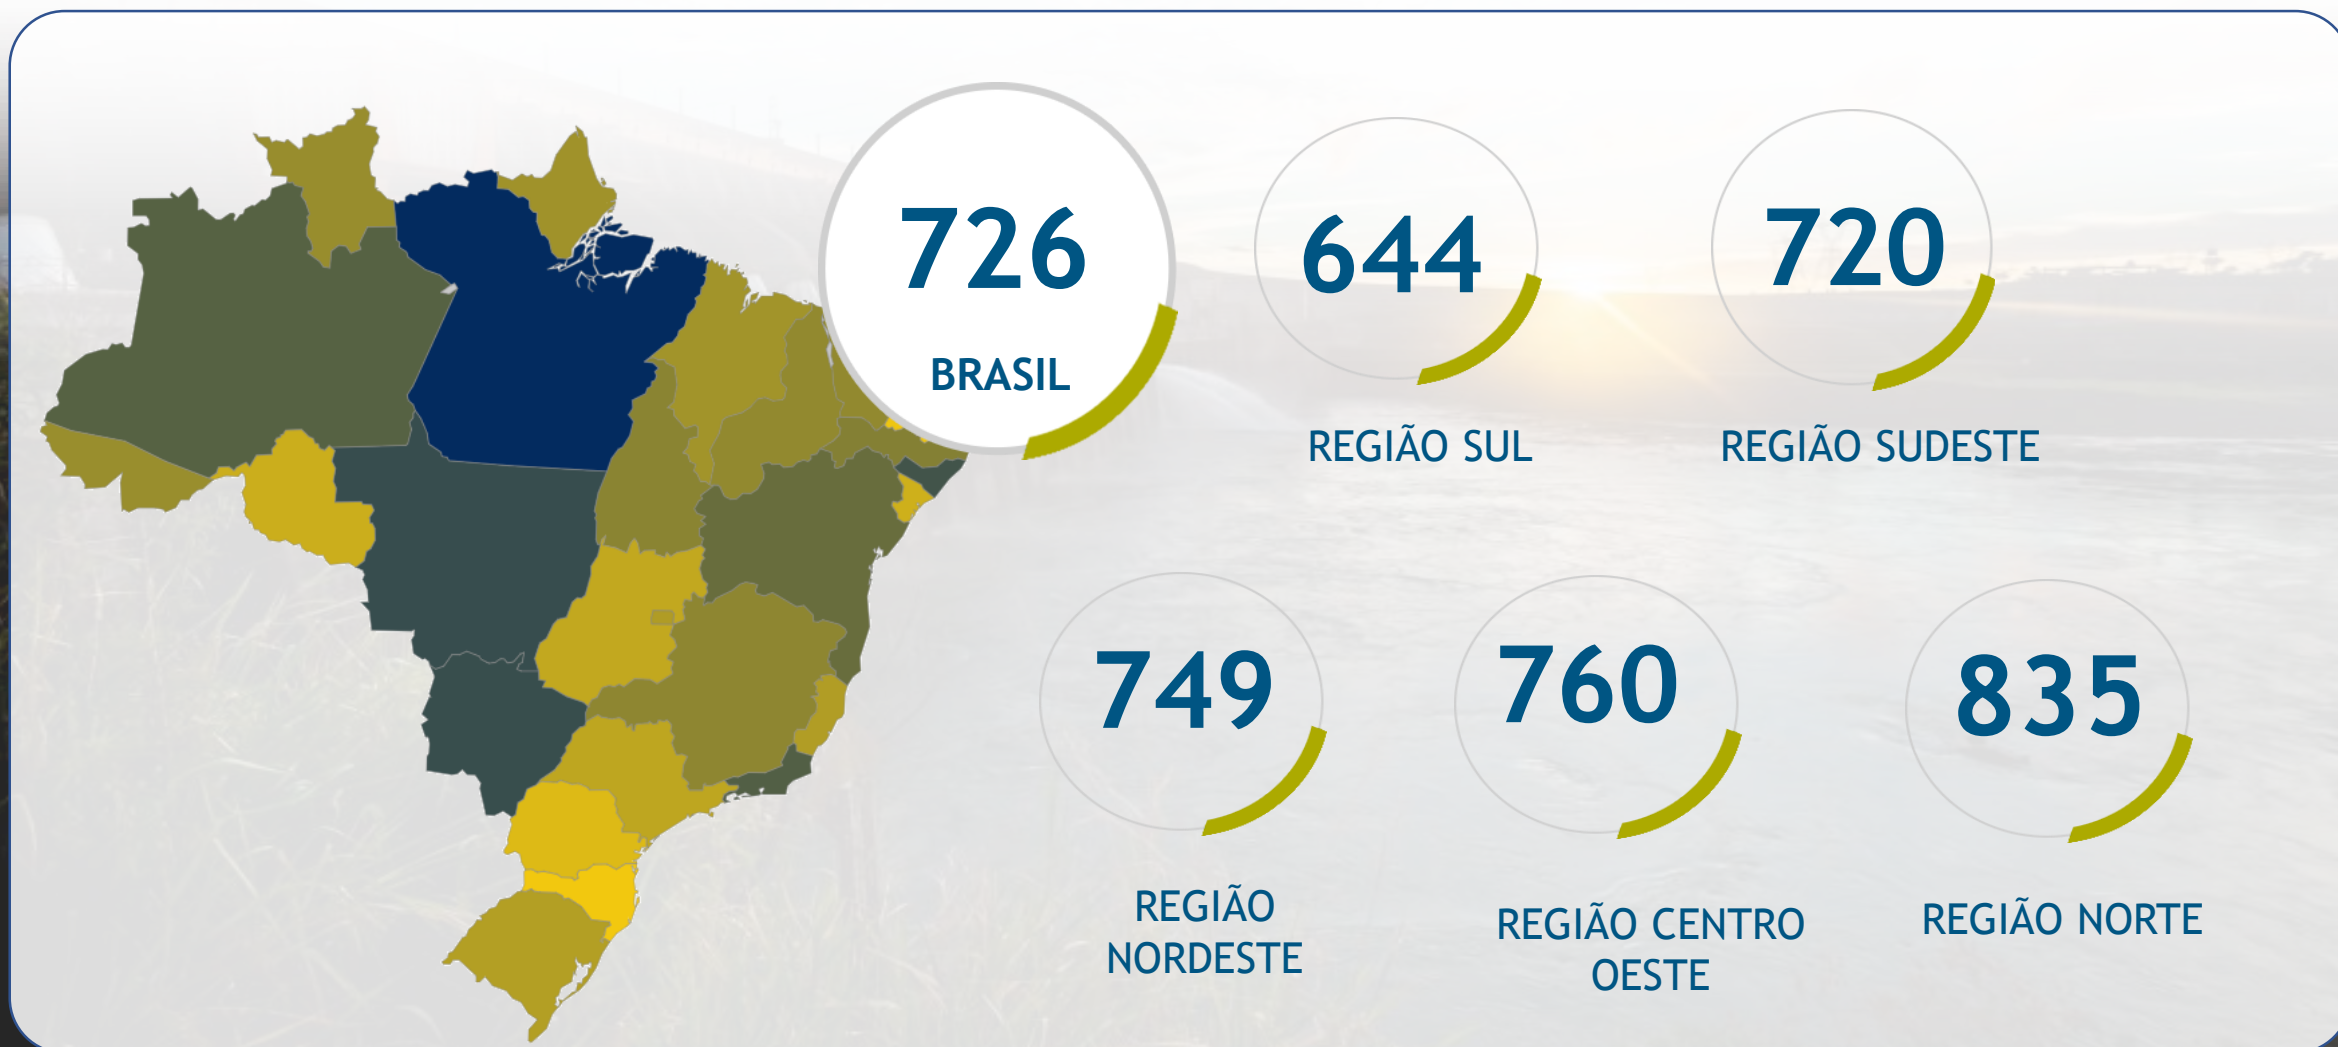 726
BRASIL
644
REGIÃO SUL
720
REGIÃO SUDESTE
749
REGIÃO
NORDESTE
760
REGIÃO CENTRO
OESTE
835
REGIÃO NORTE